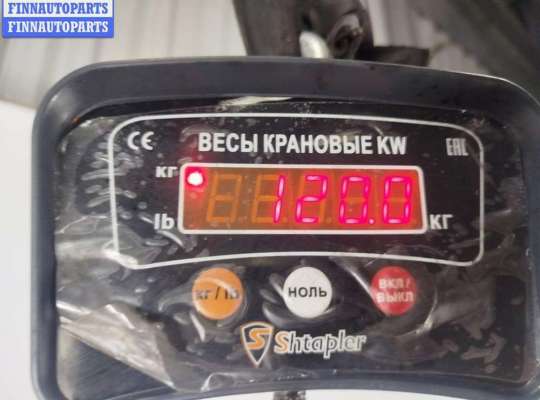 FINNAUTOPARTS
FINNAUTOPARTS
CE
ВЕСЫ КРАНОВЫЕ KW
EAC
кг
lb
120.0
КГ
кг / lb
НОЛЬ
ВКЛ /
ВЫКЛ
S Shtapler